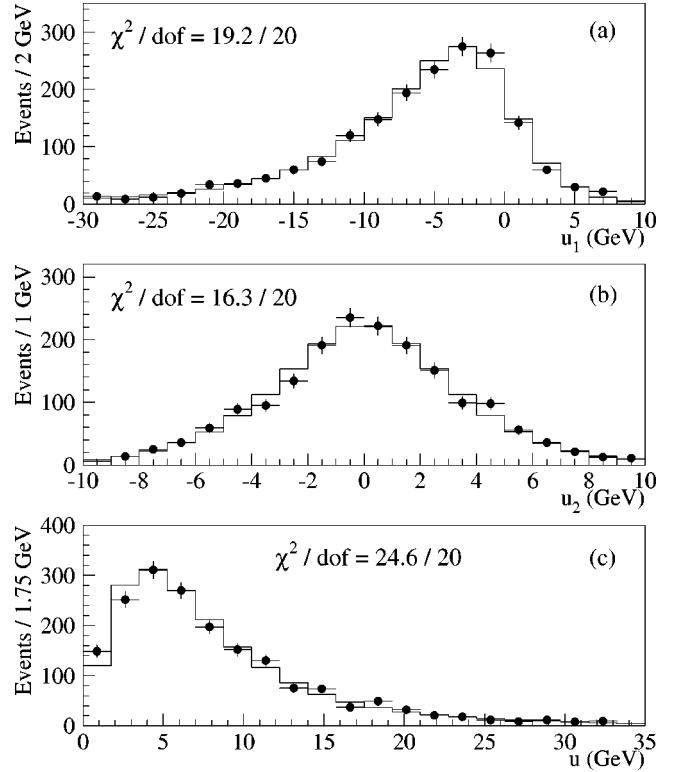 Events / 2 GeV
300
200
100
0
χ² / dof = 19.2 / 20
(a)
-30 -25 -20 -15 -10 -5 0 5 10
u₁ (GeV)
Events / 1 GeV
300
200
100
0
χ² / dof = 16.3 / 20
(b)
-10 -8 -6 -4 -2 0 2 4 6 8 10
u₂ (GeV)
Events / 1.75 GeV
400
300
200
100
0
χ² / dof = 24.6 / 20
(c)
0 5 10 15 20 25 30 35
u (GeV)